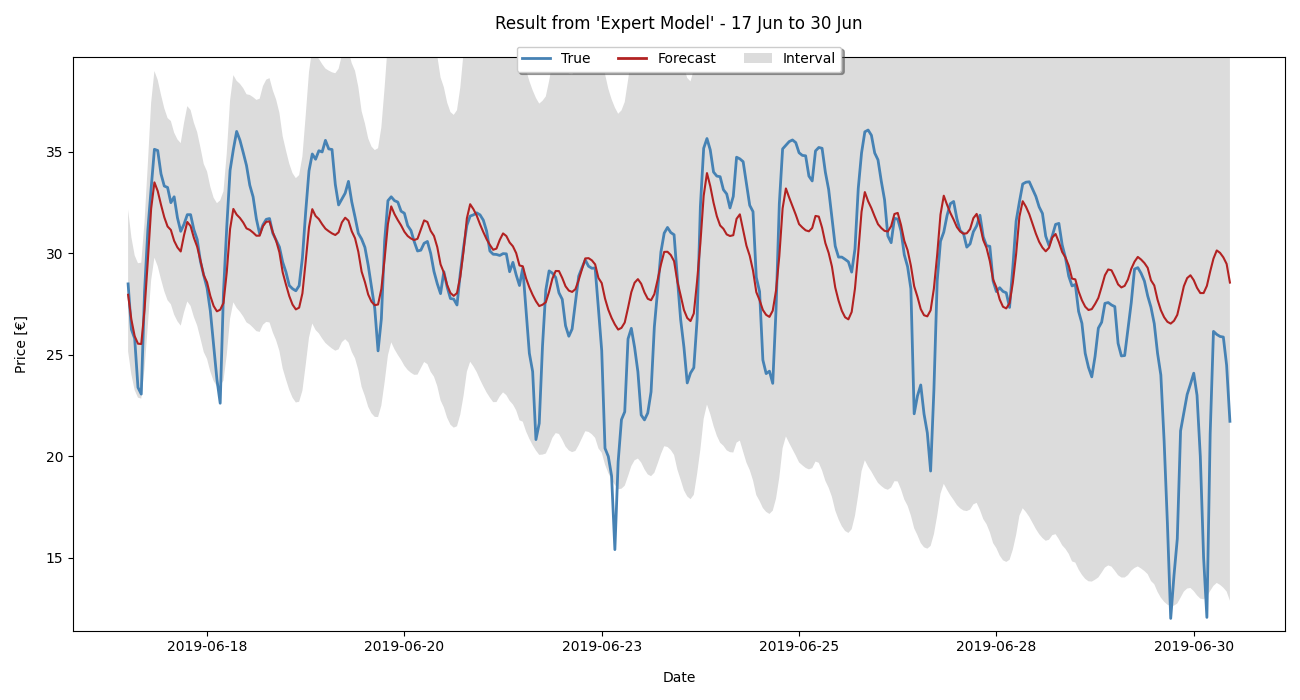 Result from 'Expert Model' - 17 Jun to 30 Jun
True Forecast Interval
35
30
25
20
15
Price [€]
2019-06-18 2019-06-20 2019-06-23 2019-06-25 2019-06-28 2019-06-30
Date